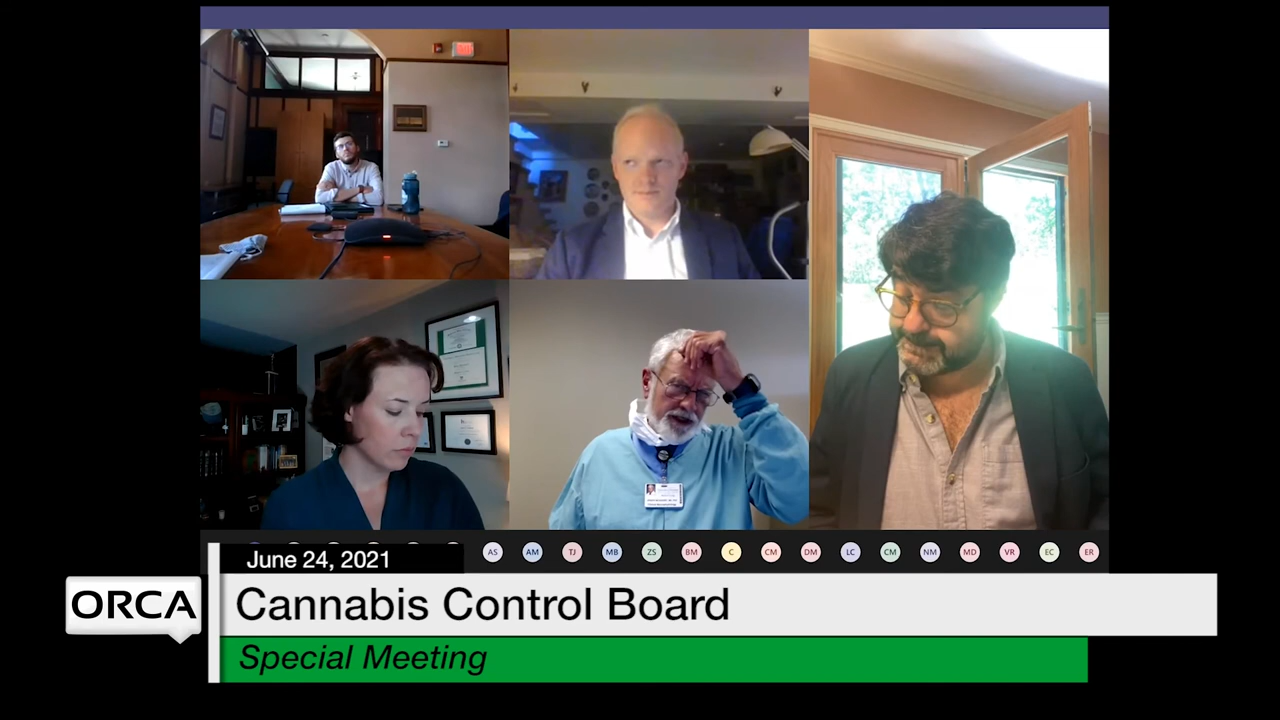 AS AM TJ MB ZS BM C CM DM LC CM NM MD VR EC ER
June 24, 2021
ORCA
Cannabis Control Board
Special Meeting